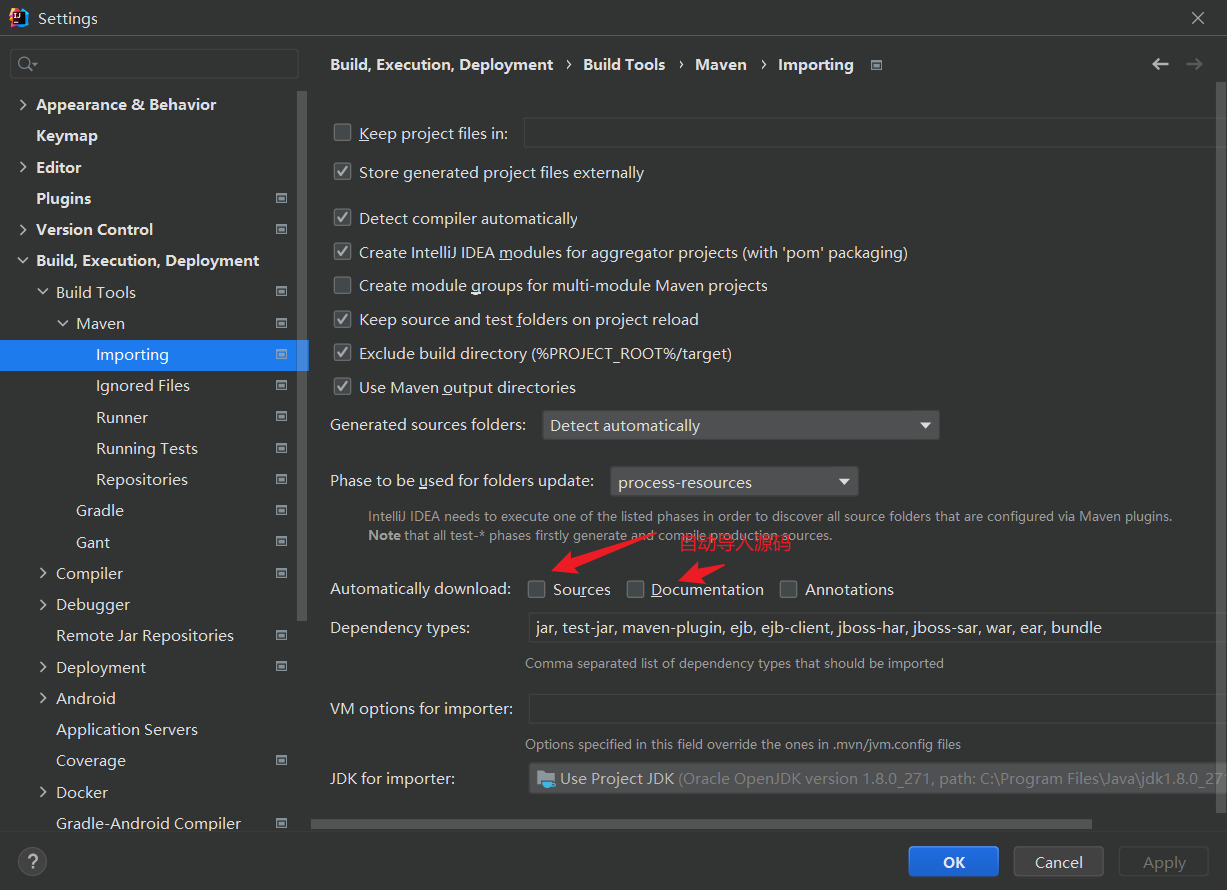 Settings
Build, Execution, Deployment › Build Tools › Maven › Importing
Appearance & Behavior
Keymap
Editor
Plugins
Version Control
Build, Execution, Deployment
Build Tools
Maven
Importing
Ignored Files
Runner
Running Tests
Repositories
Gradle
Gant
Compiler
Debugger
Remote Jar Repositories
Deployment
Android
Application Servers
Coverage
Docker
Gradle-Android Compiler
Keep project files in:
Store generated project files externally
Detect compiler automatically
Create IntelliJ IDEA modules for aggregator projects (with 'pom' packaging)
Create module groups for multi-module Maven projects
Keep source and test folders on project reload
Exclude build directory (%PROJECT_ROOT%/target)
Use Maven output directories
Generated sources folders: Detect automatically
Phase to be used for folders update: process-resources
IntelliJ IDEA needs to execute one of the listed phases in order to discover all source folders that are configured via Maven plugins.
Note that all test-* phases firstly generate and compile production sources.
自动导入源码
Automatically download: Sources Documentation Annotations
Dependency types: jar, test-jar, maven-plugin, ejb, ejb-client, jboss-har, jboss-sar, war, ear, bundle
Comma separated list of dependency types that should be imported
VM options for importer:
Options specified in this field override the ones in .mvn/jvm.config files
JDK for importer: Use Project JDK (Oracle OpenJDK version 1.8.0_271, path: C:\Program Files\Java\jdk1.8.0_27
? OK Cancel Apply